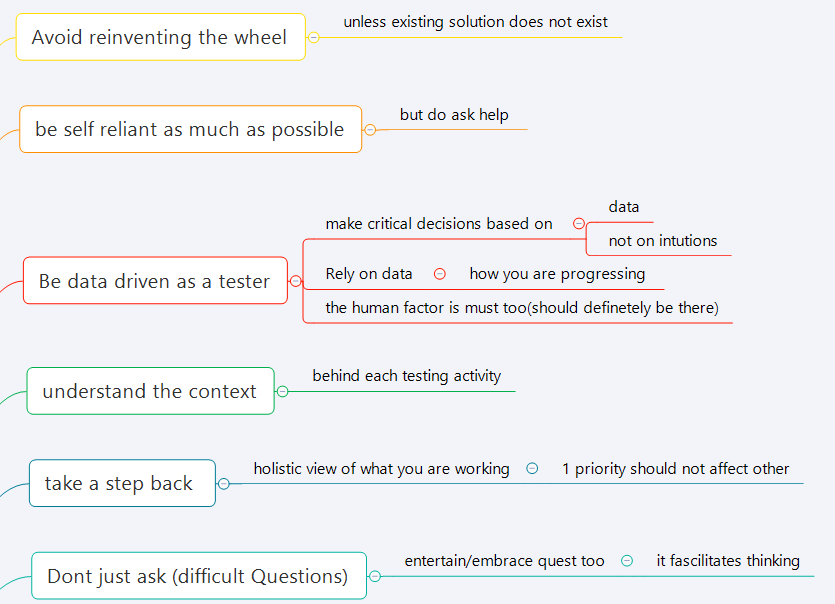 Avoid reinventing the wheel
unless existing solution does not exist
be self reliant as much as possible
but do ask help
Be data driven as a tester
make critical decisions based on
data
not on intutions
Rely on data
how you are progressing
the human factor is must too(should definetely be there)
understand the context
behind each testing activity
take a step back
holistic view of what you are working
1 priority should not affect other
Dont just ask (difficult Questions)
entertain/embrace quest too
it fascilitates thinking